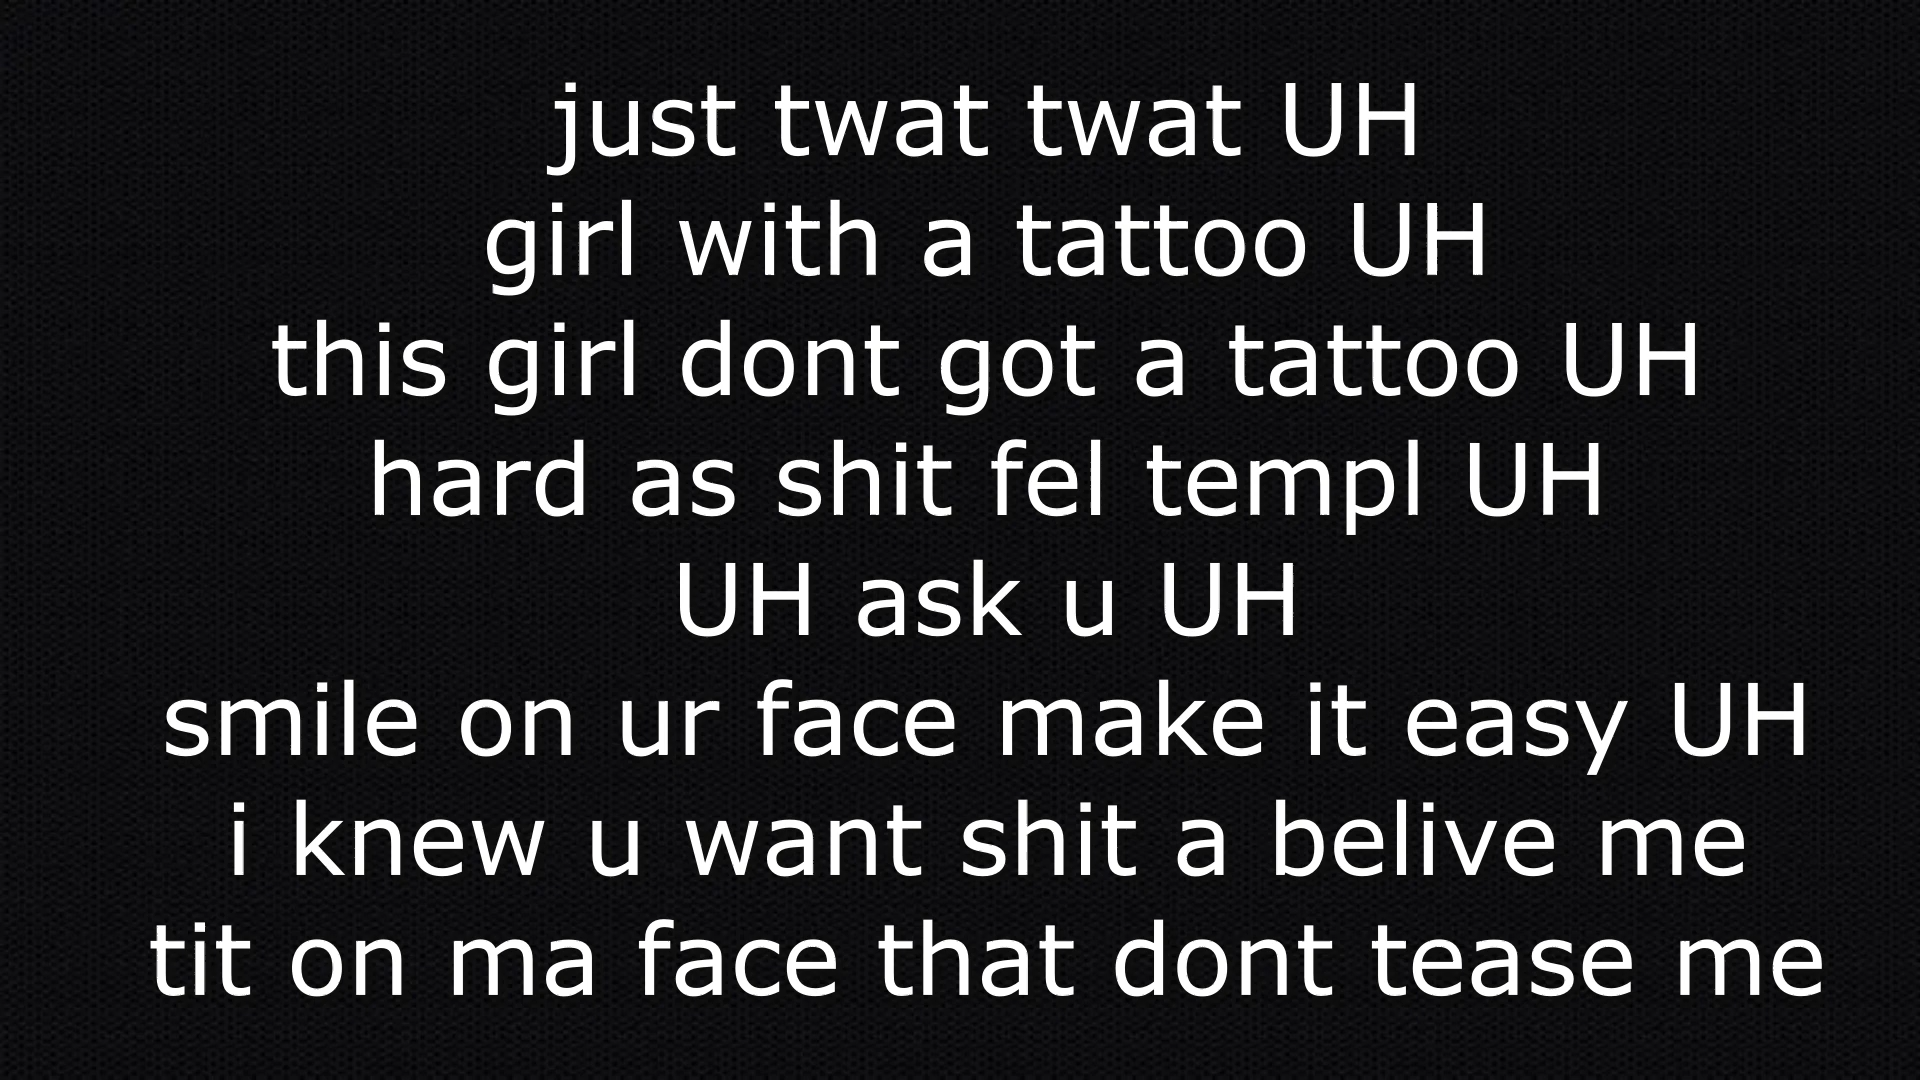 just twat twat UH
girl with a tattoo UH
this girl dont got a tattoo UH
hard as shit fel templ UH
UH ask u UH
smile on ur face make it easy UH
i knew u want shit a belive me
tit on ma face that dont tease me